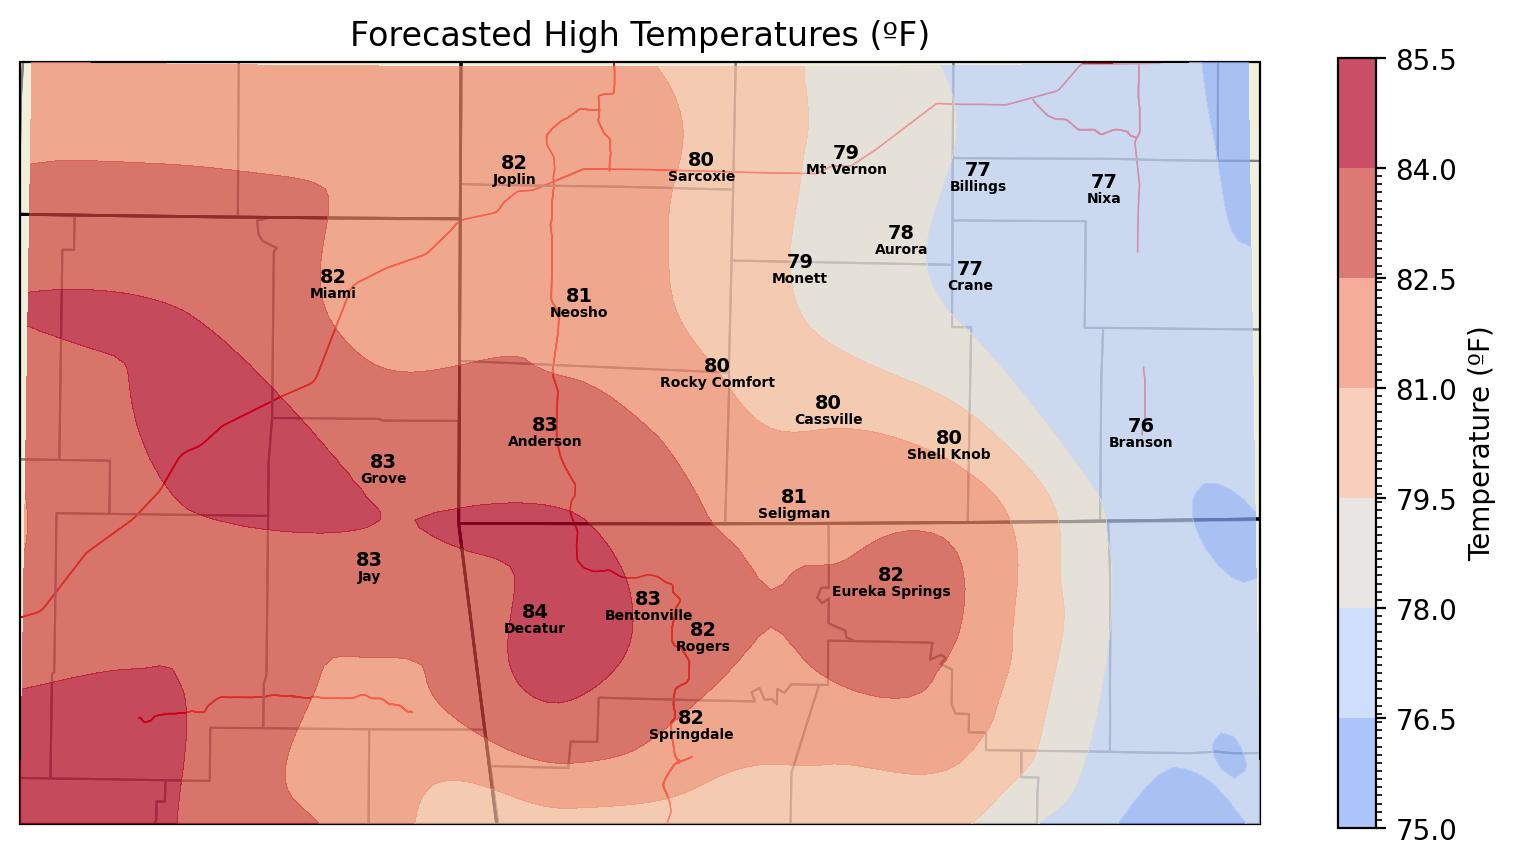 Forecasted High Temperatures (ºF)
82
Joplin
80
Sarcoxie
79
Mt Vernon
77
Billings
77
Nixa
78
Aurora
79
Monett
77
Crane
82
Miami
81
Neosho
80
Rocky Comfort
80
Cassville
83
Anderson
80
Shell Knob
76
Branson
83
Grove
81
Seligman
83
Jay
82
Eureka Springs
84
Decatur
83
Bentonville
82
Rogers
82
Springdale
85.5
84.0
82.5
81.0
79.5
78.0
76.5
75.0
Temperature (ºF)